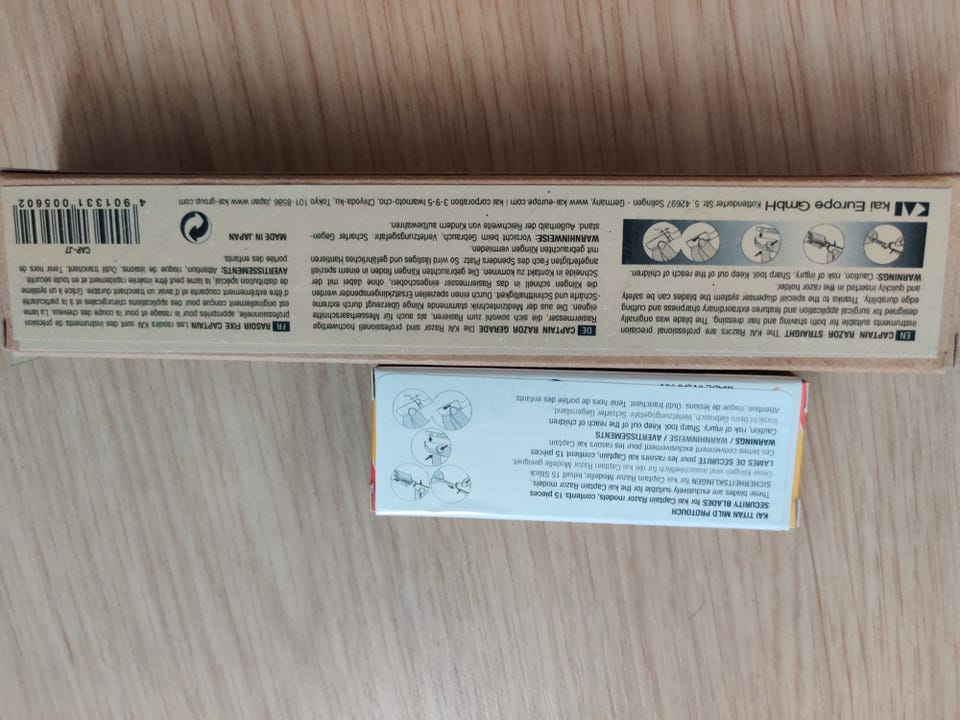 KAI TITAN MILD PROTOUCH
SECURITY BLADES for kai Captain Razor models, contents 15 pieces
These blades are exclusively suitable for the kai Captain Razor models.
SICHERHEITSKLINGEN für kai Captain Razor Modelle, Inhalt 15 Stück
Diese Klingen sind ausschliesslich für die kai Captain Razor Modelle geeignet.
LAMES DE SÉCURITÉ pour les rasoirs kai Captain, contient 15 pièces
Ces lames conviennent exclusivement pour les rasoirs kai Captain.
WARNINGS / WARNHINWEISE / AVERTISSEMENTS
Caution, risk of injury. Sharp tool. Keep out of the reach of children
Vorsicht beim Gebrauch, Verletzungsgefahr. Scharfer Gegenstand
Attention, risque de lésions. Outil tranchant. Tenir hors de portée des enfants.
EN CAPTAIN RAZOR STRAIGHT The KAI Razors are professional precision
instruments suitable for both shaving and hair dressing. The blade was originally
designed for surgical application and features extraordinary sharpness and cutting
edge durability. Thanks to the special dispenser system the blades can be safely
and quickly inserted in the razor holder.
WARNINGS: Caution, risk of injury. Sharp tool. Keep out of the reach of children.
DE CAPTAIN RAZOR GERADE Die KAI Razor sind professionell hochwertige
Rasiermesser, die sich sowohl zum Rasieren, als auch für Messerhaarschnitte
eignen. Die aus der Medizintechnik stammende Klinge überzeugt durch extreme
Schärfe und Schnitthaltigkeit. Durch einen speziellen Ersatzklingenspender werden
die Klingen schnell in das Rasiermesser eingeschoben, ohne dabei mit der
Schneide in Kontakt zu kommen. Die gebrauchten Klingen finden in einem speziell
angefertigten Fach des Spenders Platz. So wird lästiges und gefährliches Hantieren
mit gebrauchten Klingen vermieden.
WARNHINWEISE: Vorsicht beim Gebrauch, Verletzungsgefahr. Scharfer Gegen-
stand. Außerhalb der Reichweite von Kindern aufbewahren.
FR RASOIR FIXE CAPTAIN Les rasoirs KAI sont des instruments de précision
professionnelle, appropriés pour le rasage et pour la coupe des cheveux. La lame
est originalement conçue pour des applications chirurgicales et a la particularité
d'être extrêmement coupante et d'avoir un tranchant durable. Grâce à un système
de distribution spécial, la lame peut être insérée rapidement et en toute sécurité.
AVERTISSEMENTS: Attention, risque de lésions. Outil tranchant. Tenir hors de
portée des enfants.
MADE IN JAPAN
CAP-JT
4 901331 005602
KAI kai Europe GmbH Kottendorfer Str. 5, 42697 Solingen - Germany, www.kai-europe.com I kai corporation 3-9-5 Iwamoto-cho, Chiyoda-ku, Tokyo 101-8586 Japan www.kai-group.com